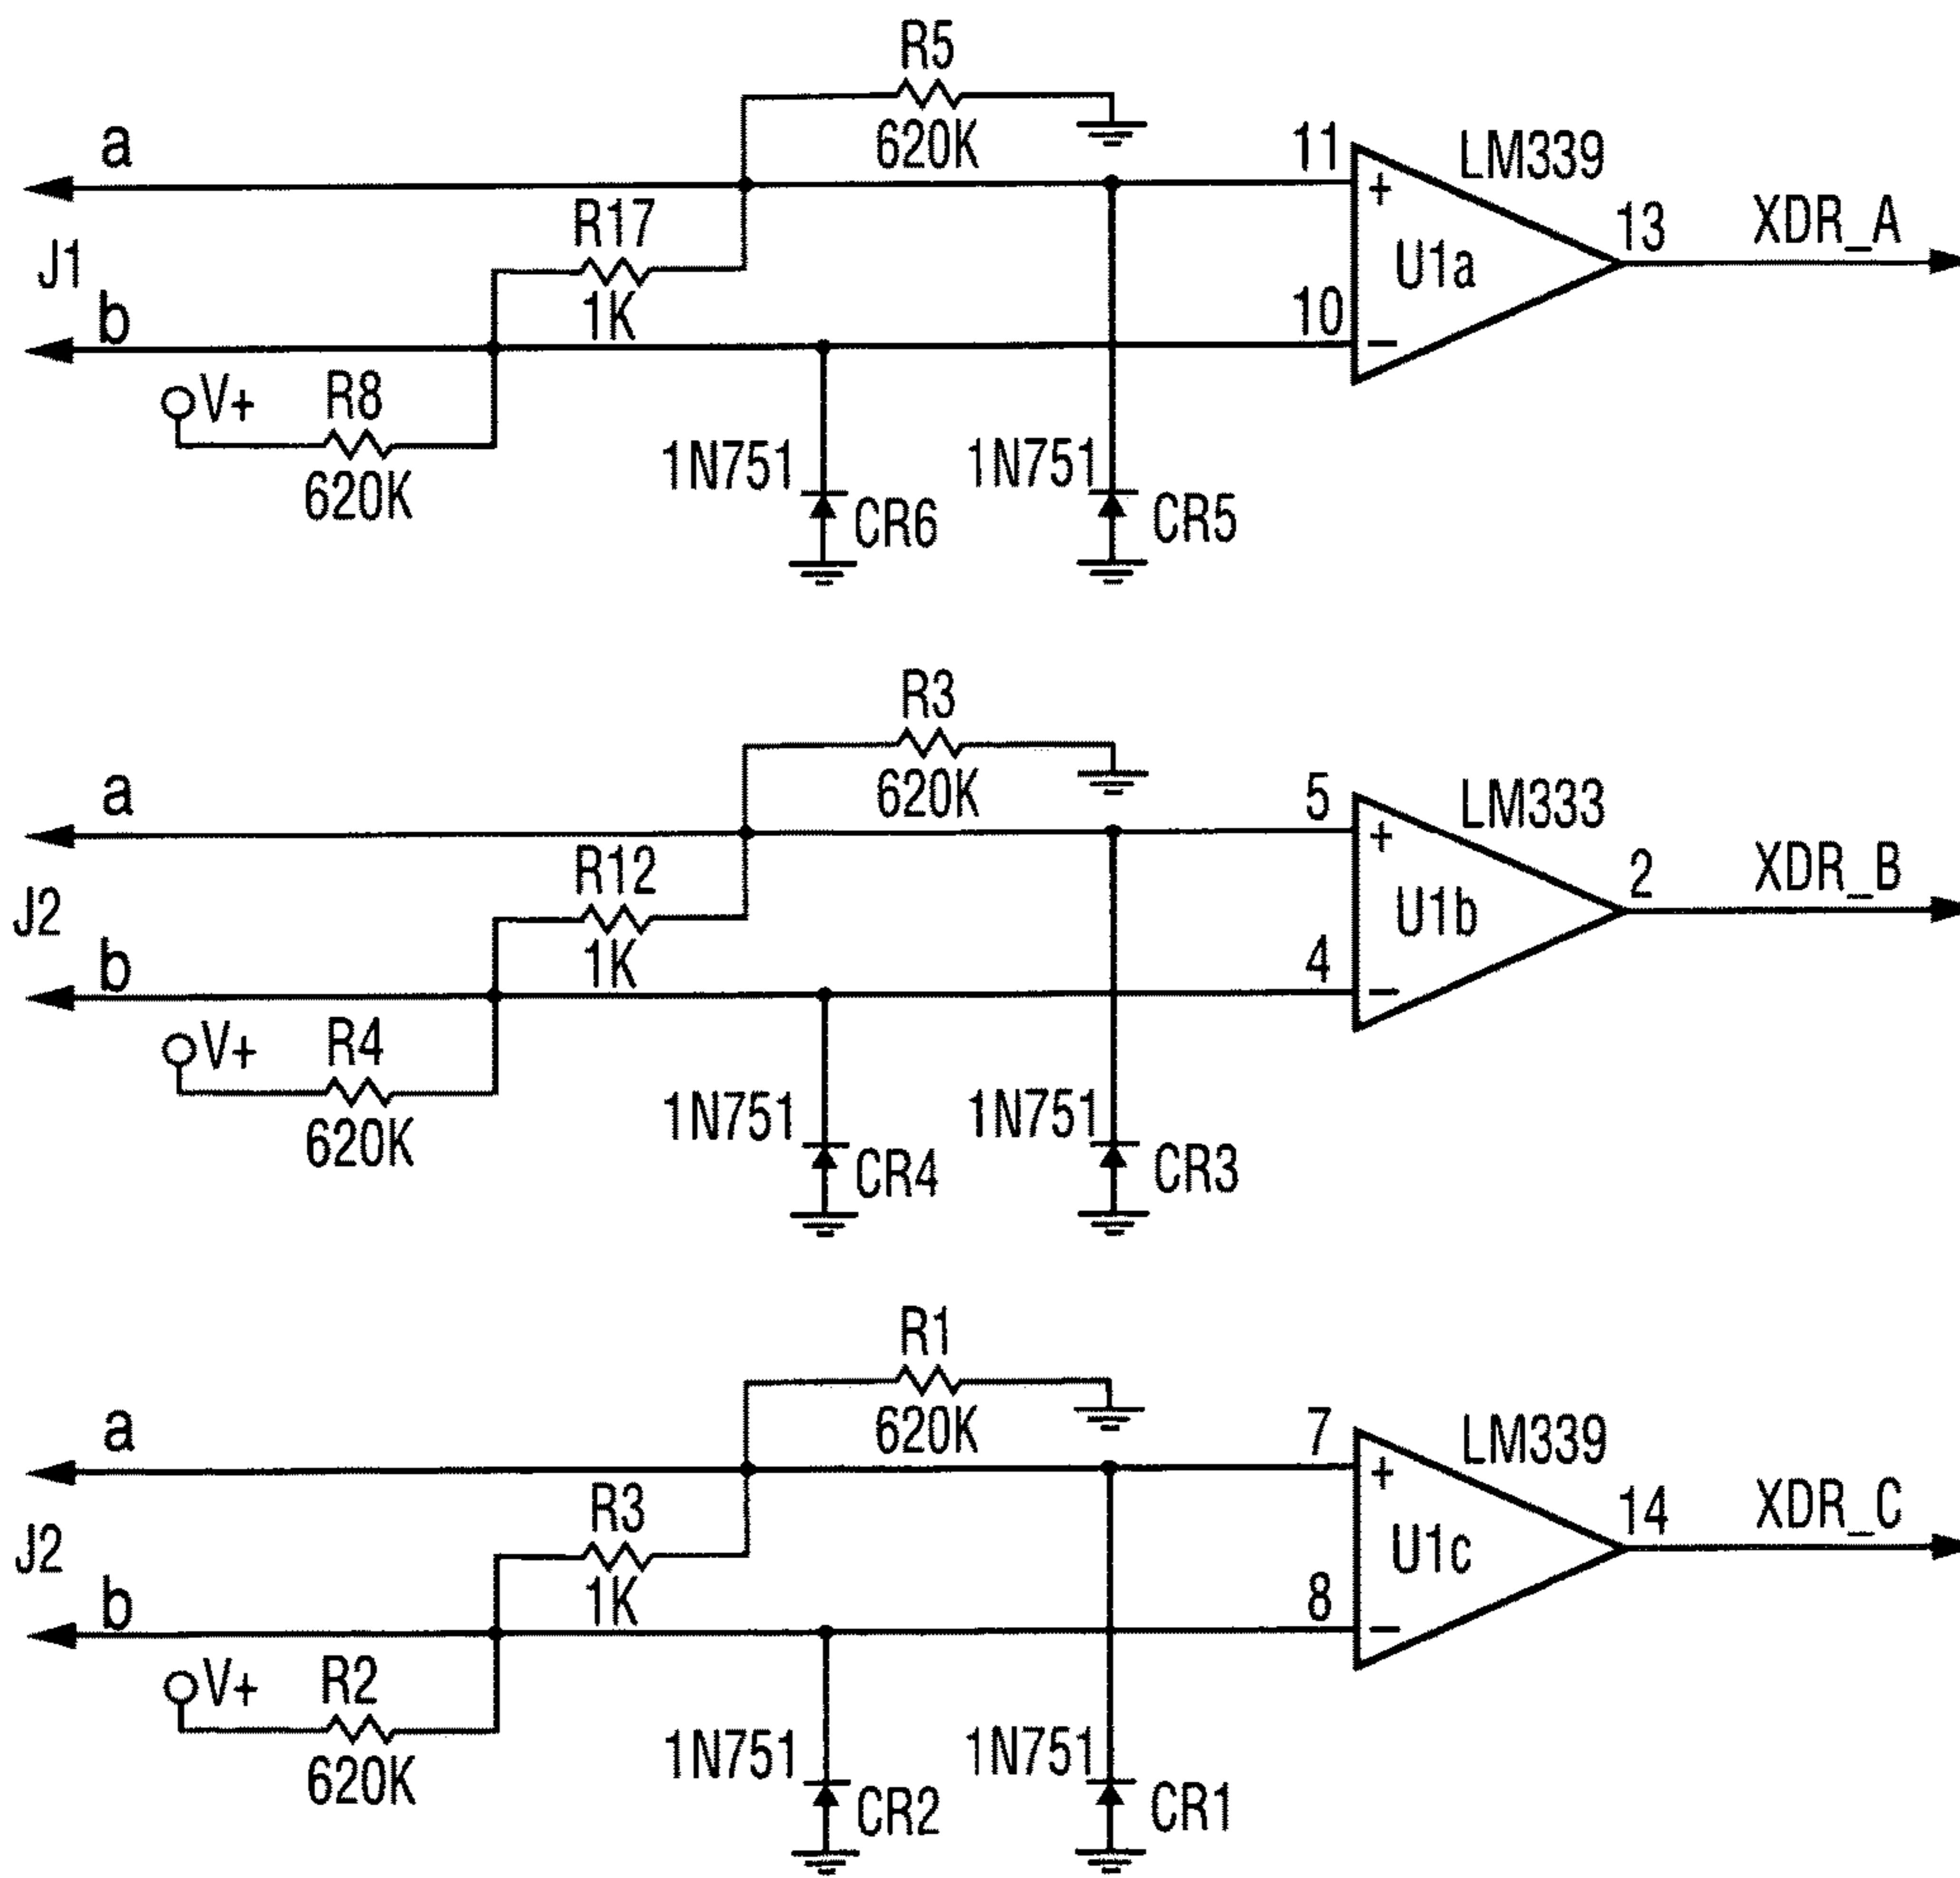 R5
620K
a
11
LM339
+
R17
13
XDR_A
J1
U1a
1K
b
10
−
V+
R8
620K
1N751
1N751
CR6
CR5
R3
620K
a
5
LM333
+
R12
2
XDR_B
J2
U1b
1K
b
4
−
V+
R4
620K
1N751
1N751
CR4
CR3
R1
620K
a
7
LM339
+
R3
14
XDR_C
J2
U1c
1K
b
8
−
V+
R2
620K
1N751
1N751
CR2
CR1